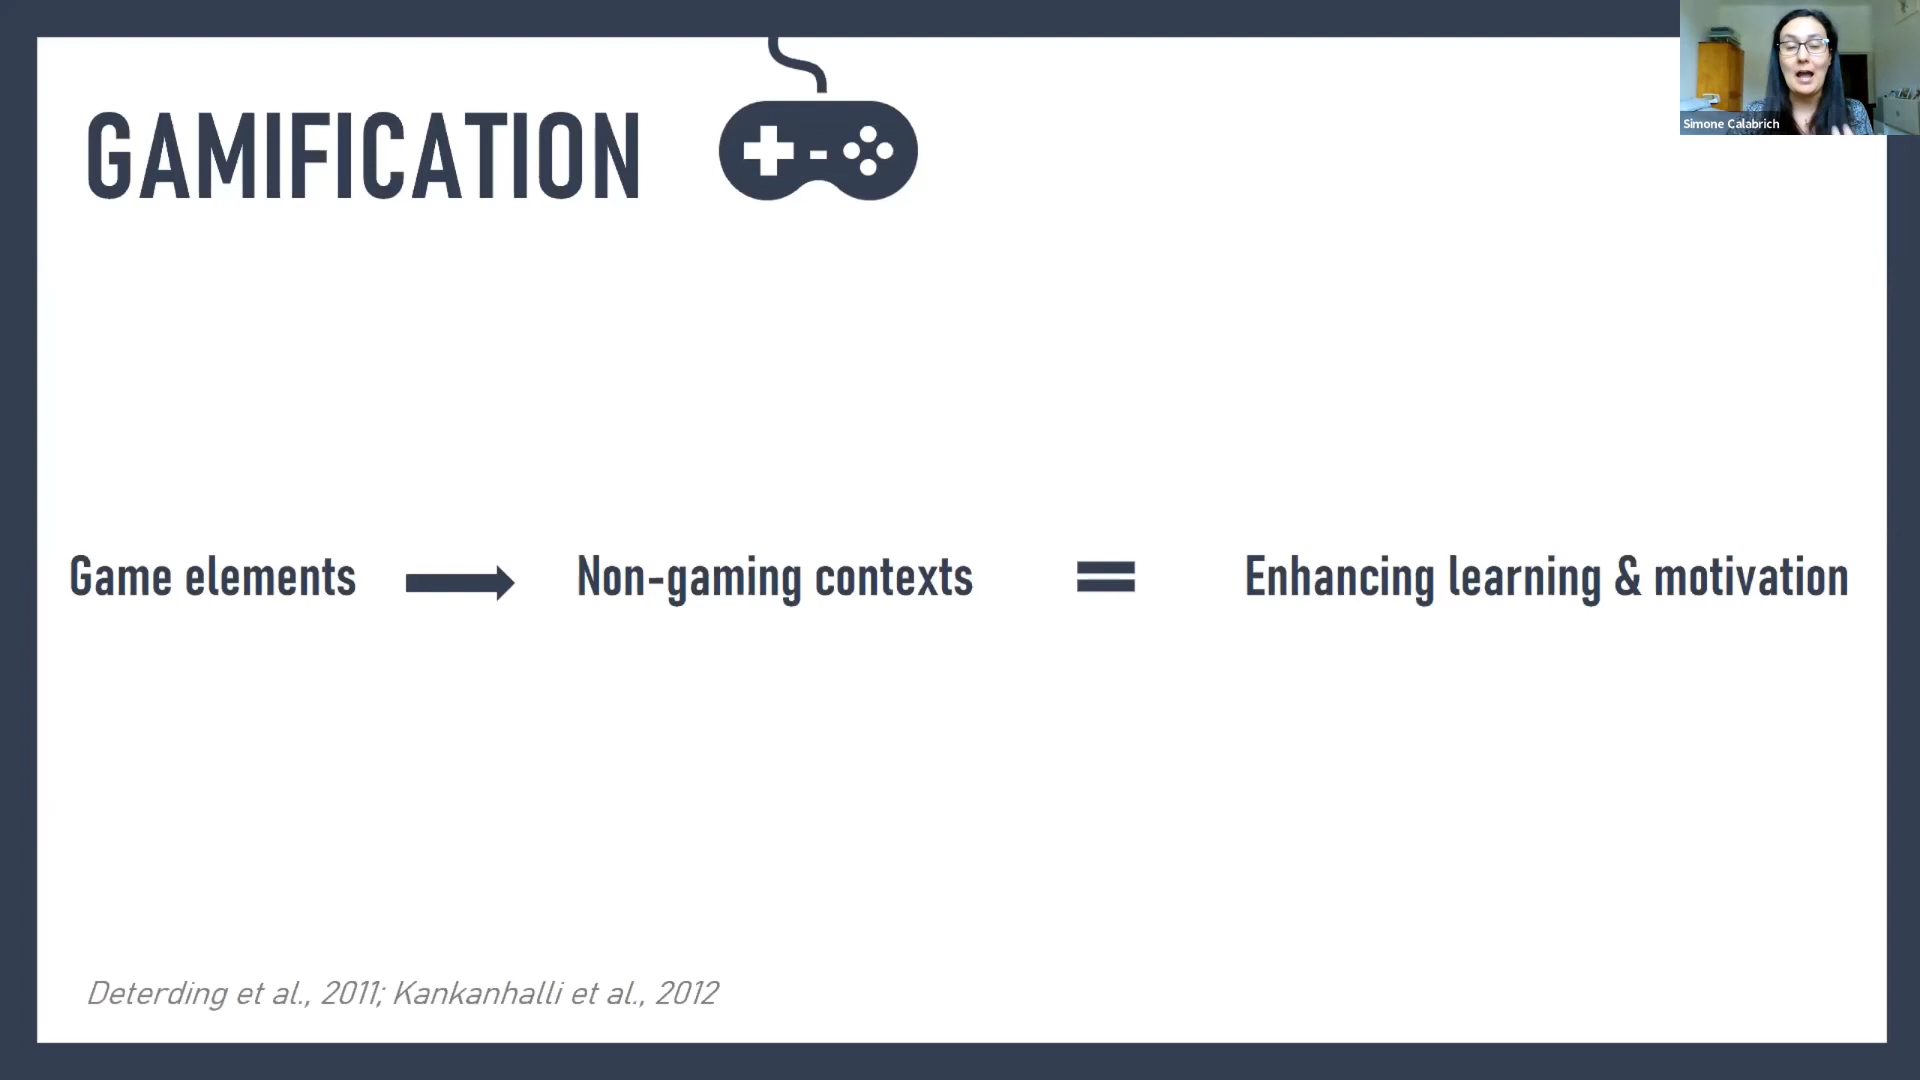 Simone Calabrich
GAMIFICATION
Game elements
Non-gaming contexts
=
Enhancing learning & motivation
Deterding et al., 2011; Kankanhalli et al., 2012